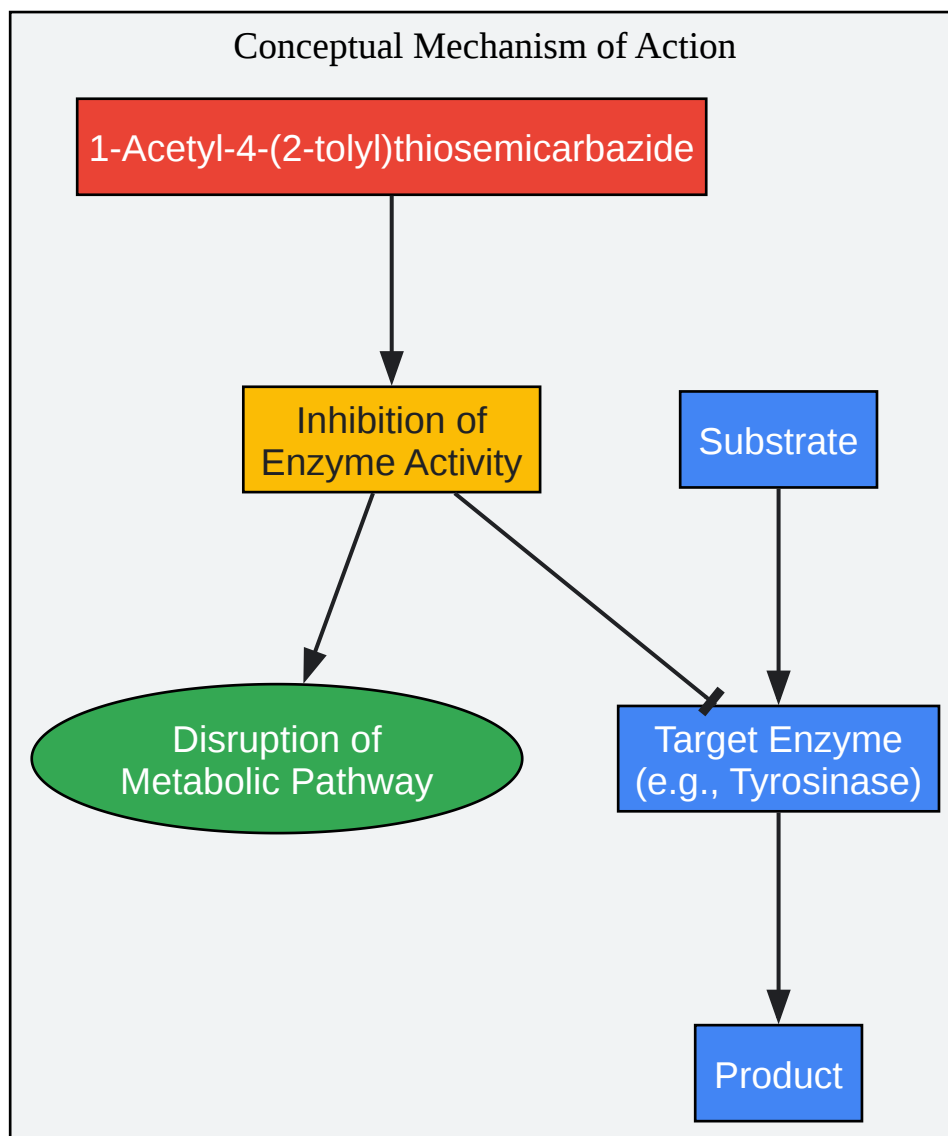 Conceptual Mechanism of Action
1-Acetyl-4-(2-tolyl)thiosemicarbazide
Inhibition of
Enzyme Activity
Substrate
Disruption of
Metabolic Pathway
Target Enzyme
(e.g., Tyrosinase)
Product